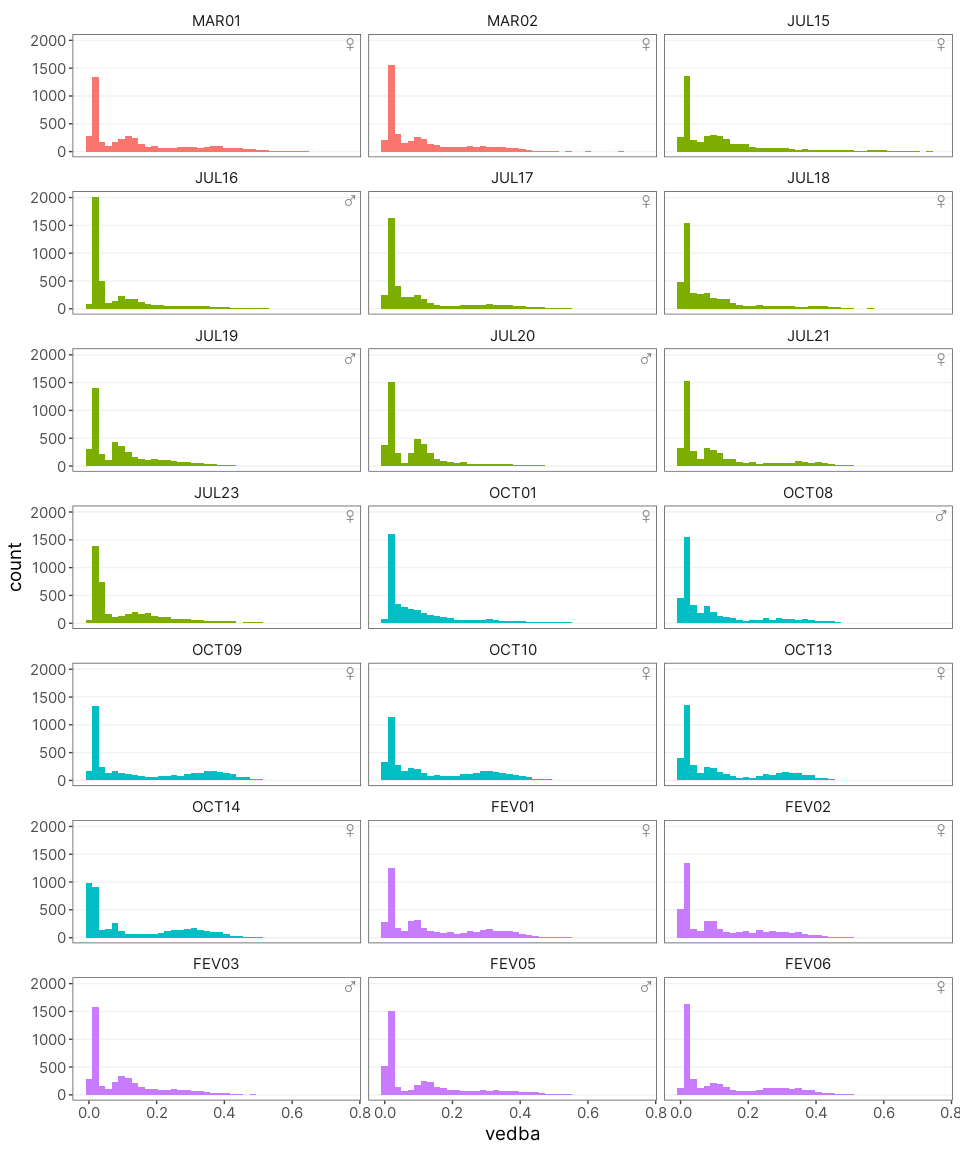 MAR01 MAR02 JUL15
2000 ♀ ♀ ♀
1500
1000
500
0
JUL16 JUL17 JUL18
2000 ♂ ♀ ♀
1500
1000
500
0
JUL19 JUL20 JUL21
2000 ♂ ♂ ♀
1500
1000
500
0
JUL23 OCT01 OCT08
2000 ♀ ♀ ♂
1500
1000
500
0
count
OCT09 OCT10 OCT13
2000 ♀ ♀ ♀
1500
1000
500
0
OCT14 FEV01 FEV02
2000 ♀ ♀ ♀
1500
1000
500
0
FEV03 FEV05 FEV06
2000 ♂ ♂ ♀
1500
1000
500
0
0.0 0.2 0.4 0.6 0.8 0.0 0.2 0.4 0.6 0.8 0.0 0.2 0.4 0.6 0.8
vedba